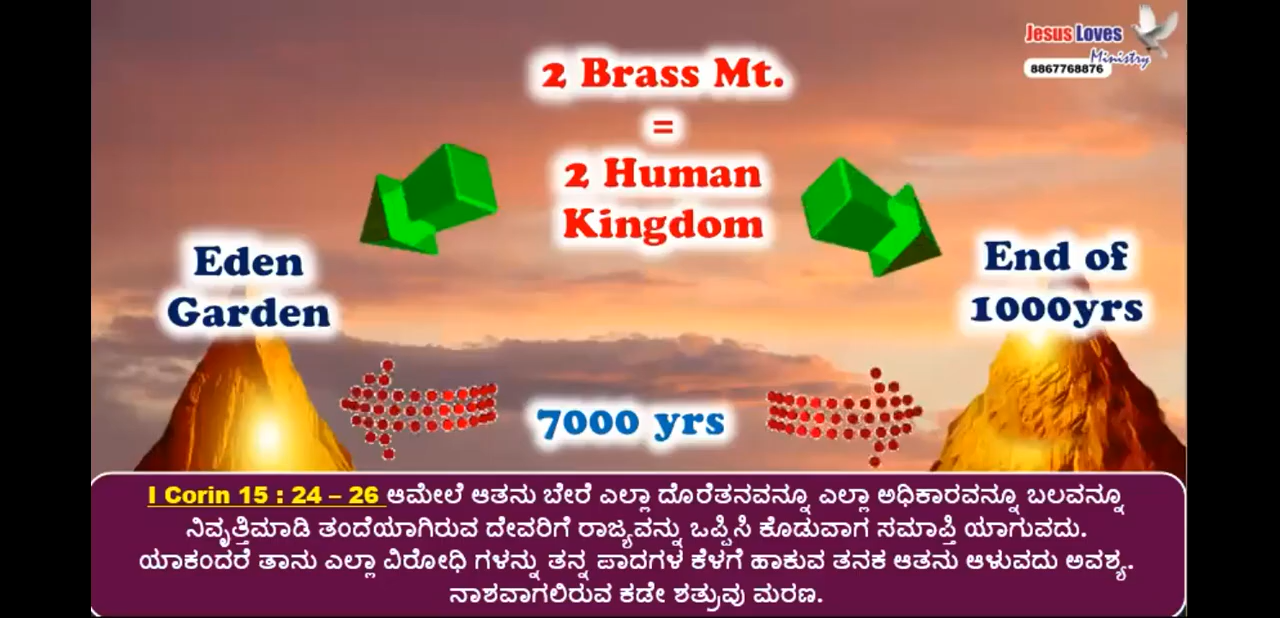 Jesus Loves
Ministry
8867768876
2 Brass Mt.
=
2 Human
Kingdom
Eden
Garden
End of
1000yrs
7000 yrs
I Corin 15 : 24 – 26 ಆಮೇಲೆ ಆತನು ಬೇರೆ ಎಲ್ಲಾ ದೊರೆತನವನ್ನೂ ಎಲ್ಲಾ ಅಧಿಕಾರವನ್ನೂ ಬಲವನ್ನೂ
ನಿವೃತ್ತಿಮಾಡಿ ತಂದೆಯಾಗಿರುವ ದೇವರಿಗೆ ರಾಜ್ಯವನ್ನು ಒಪ್ಪಿಸಿ ಕೊಡುವಾಗ ಸಮಾಪ್ತಿ ಯಾಗುವದು.
ಯಾಕಂದರೆ ತಾನು ಎಲ್ಲಾ ವಿರೋಧಿ ಗಳನ್ನು ತನ್ನ ಪಾದಗಳ ಕೆಳಗೆ ಹಾಕುವ ತನಕ ಆತನು ಆಳುವದು ಅವಶ್ಯ.
ನಾಶವಾಗಲಿರುವ ಕಡೇ ಶತ್ರುವು ಮರಣ.